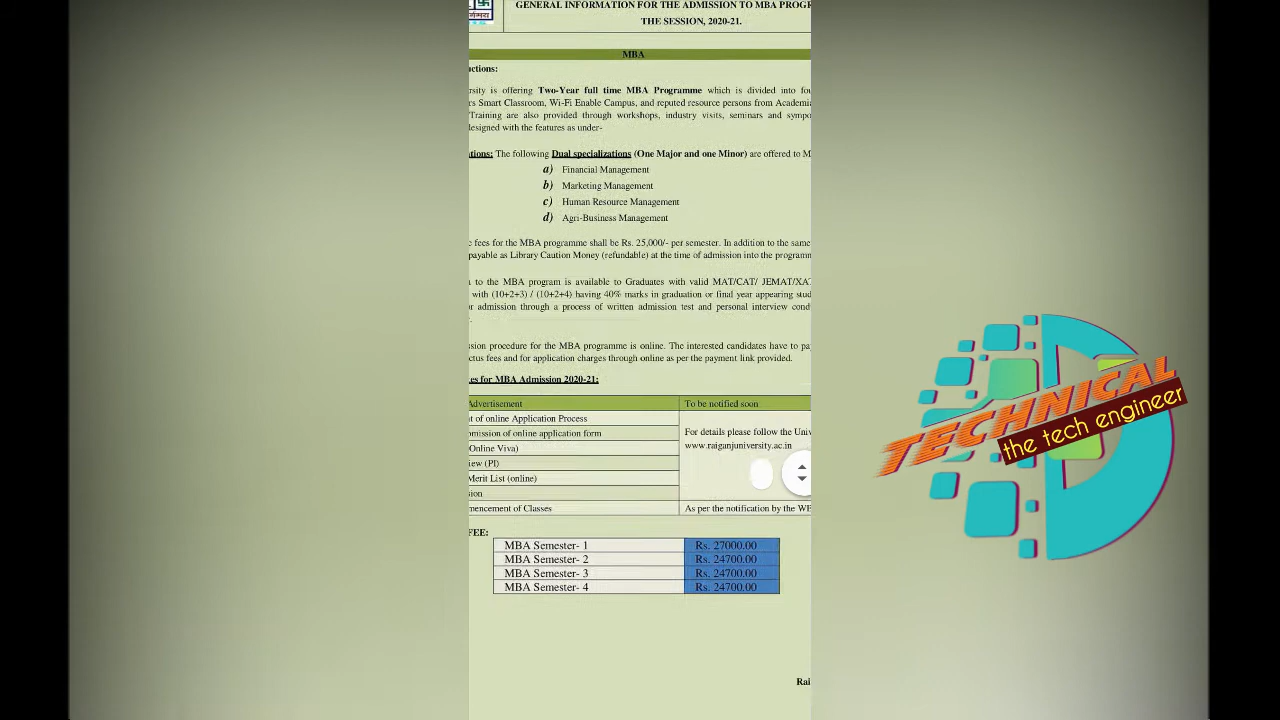 GENERAL INFORMATION FOR THE ADMISSION TO MBA PROGR
THE SESSION, 2020-21.
MBA
uctions:
rsity is offering Two-Year full time MBA Programme which is divided into fou
rs Smart Classroom, Wi-Fi Enable Campus, and reputed resource persons from Academia
Training are also provided through workshops, industry visits, seminars and sympo
designed with the features as under-
ations: The following Dual specializations (One Major and one Minor) are offered to M
a) Financial Management
b) Marketing Management
c) Human Resource Management
d) Agri-Business Management
e fees for the MBA programme shall be Rs. 25,000/- per semester. In addition to the same
payable as Library Caution Money (refundable) at the time of admission into the programm
n to the MBA program is available to Graduates with valid MAT/CAT/ JEMAT/XAT
with (10+2+3) / (10+2+4) having 40% marks in graduation or final year appearing stud
or admission through a process of written admission test and personal interview cond
ssion procedure for the MBA programme is online. The interested candidates have to pay
ctus fees and for application charges through online as per the payment link provided.
es for MBA Admission 2020-21:
Advertisement To be notified soon
t of online Application Process
omission of online application form
For details please follow the Univ
www.raiganjuniversity.ac.in
Online Viva)
iew (PI)
Merit List (online)
sion
mencement of Classes As per the notification by the WE
FEE:
MBA Semester- 1 Rs. 27000.00
MBA Semester- 2 Rs. 24700.00
MBA Semester- 3 Rs. 24700.00
MBA Semester- 4 Rs. 24700.00
Rai
TECHNICAL
the tech engineer